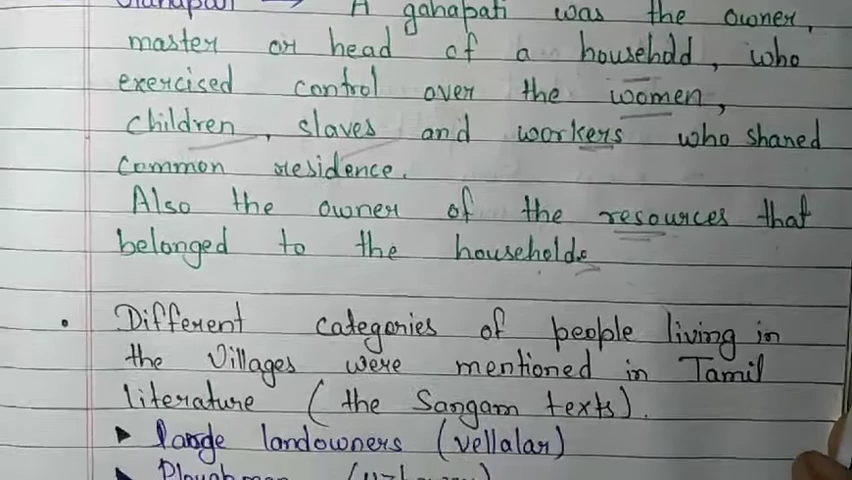 A gahapati was the owner,
master or head of a household, who
exercised control over the women,
children, slaves and workers who shared
common residence.
Also the owner of the resources that
belonged to the households
• Different categories of people living in
the Villages were mentioned in Tamil
literature (the Sangam texts).
▶ large landowners (vellalar)
▶ Ploughmen